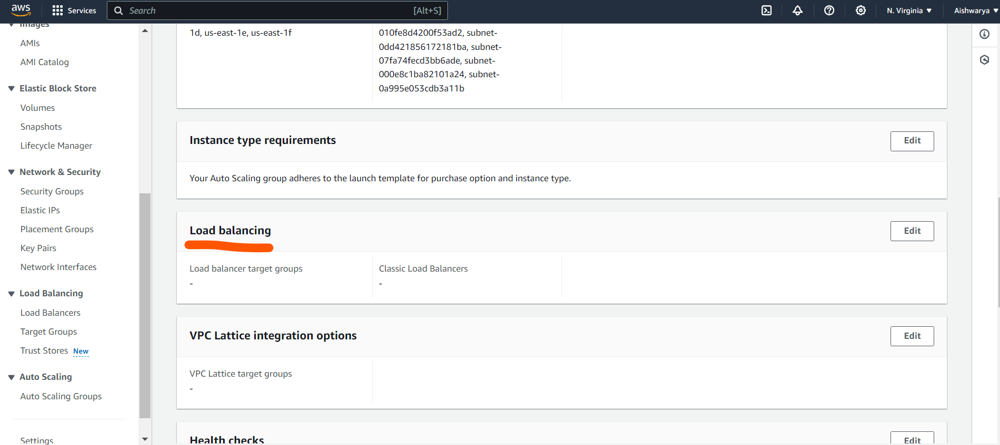 aws
Services
Search
[Alt+S]
N. Virginia
Aishwarya
Images
AMIs
AMI Catalog
Elastic Block Store
Volumes
Snapshots
Lifecycle Manager
Network & Security
Security Groups
Elastic IPs
Placement Groups
Key Pairs
Network Interfaces
Load Balancing
Load Balancers
Target Groups
Trust Stores New
Auto Scaling
Auto Scaling Groups
Settings
1d, us-east-1e, us-east-1f
010fe8d4200f53ad2, subnet-
0dd421856172181ba, subnet-
07fa74fecd3bb6ade, subnet-
000e8c1ba82101a24, subnet-
0a995e053cdb3a11b
Instance type requirements
Edit
Your Auto Scaling group adheres to the launch template for purchase option and instance type.
Load balancing
Edit
Load balancer target groups
-
Classic Load Balancers
-
VPC Lattice integration options
Edit
VPC Lattice target groups
-
Health checks
Edit